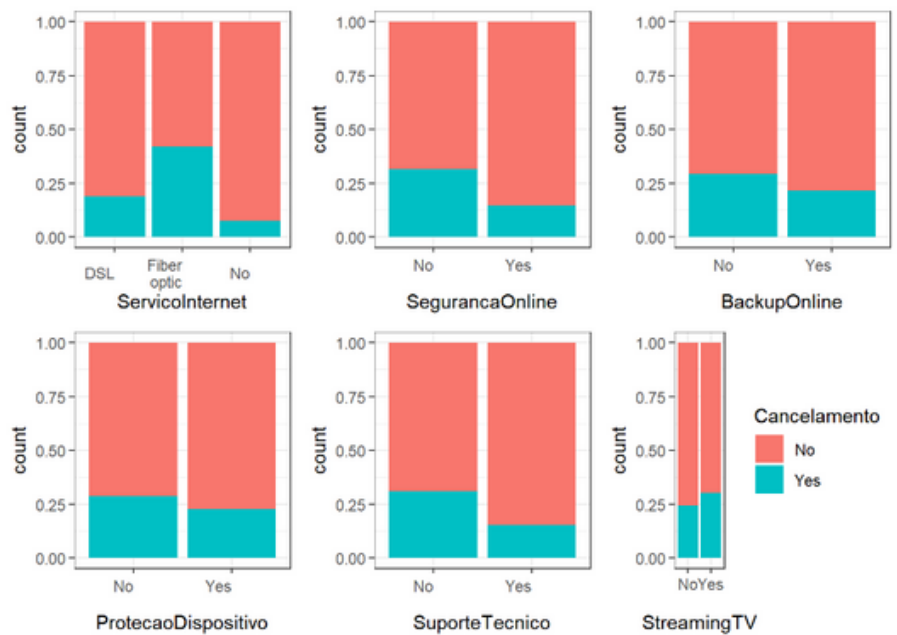 count
1.00
0.75
0.50
0.25
0.00
DSL
Fiber
optic
No
ServicoInternet
count
1.00
0.75
0.50
0.25
0.00
No Yes
SegurancaOnline
count
1.00
0.75
0.50
0.25
0.00
No Yes
BackupOnline
count
1.00
0.75
0.50
0.25
0.00
No Yes
ProtecaoDispositivo
count
1.00
0.75
0.50
0.25
0.00
No Yes
SuporteTecnico
count
1.00
0.75
0.50
0.25
0.00
NoYes
StreamingTV
Cancelamento
No
Yes